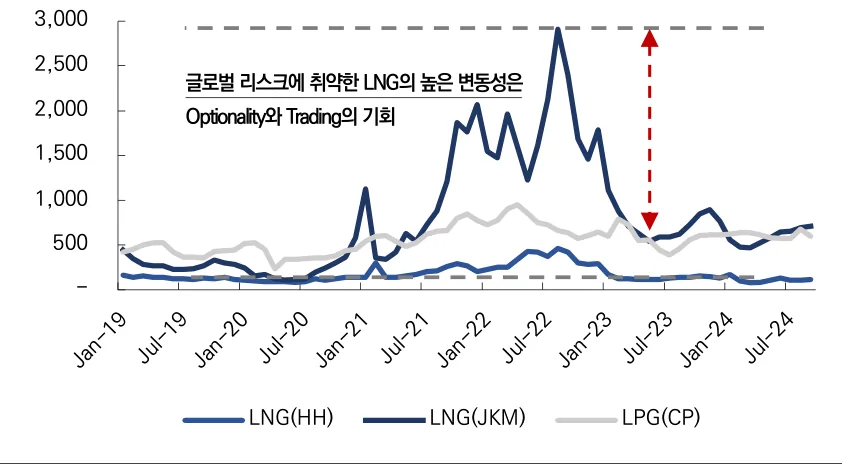 3,000
2,500
2,000
1,500
1,000
500
–
글로벌 리스크에 취약한 LNG의 높은 변동성은
Optionality와 Trading의 기회
Jan-19
Jul-19
Jan-20
Jul-20
Jan-21
Jul-21
Jan-22
Jul-22
Jan-23
Jul-23
Jan-24
Jul-24
LNG(HH)
LNG(JKM)
LPG(CP)